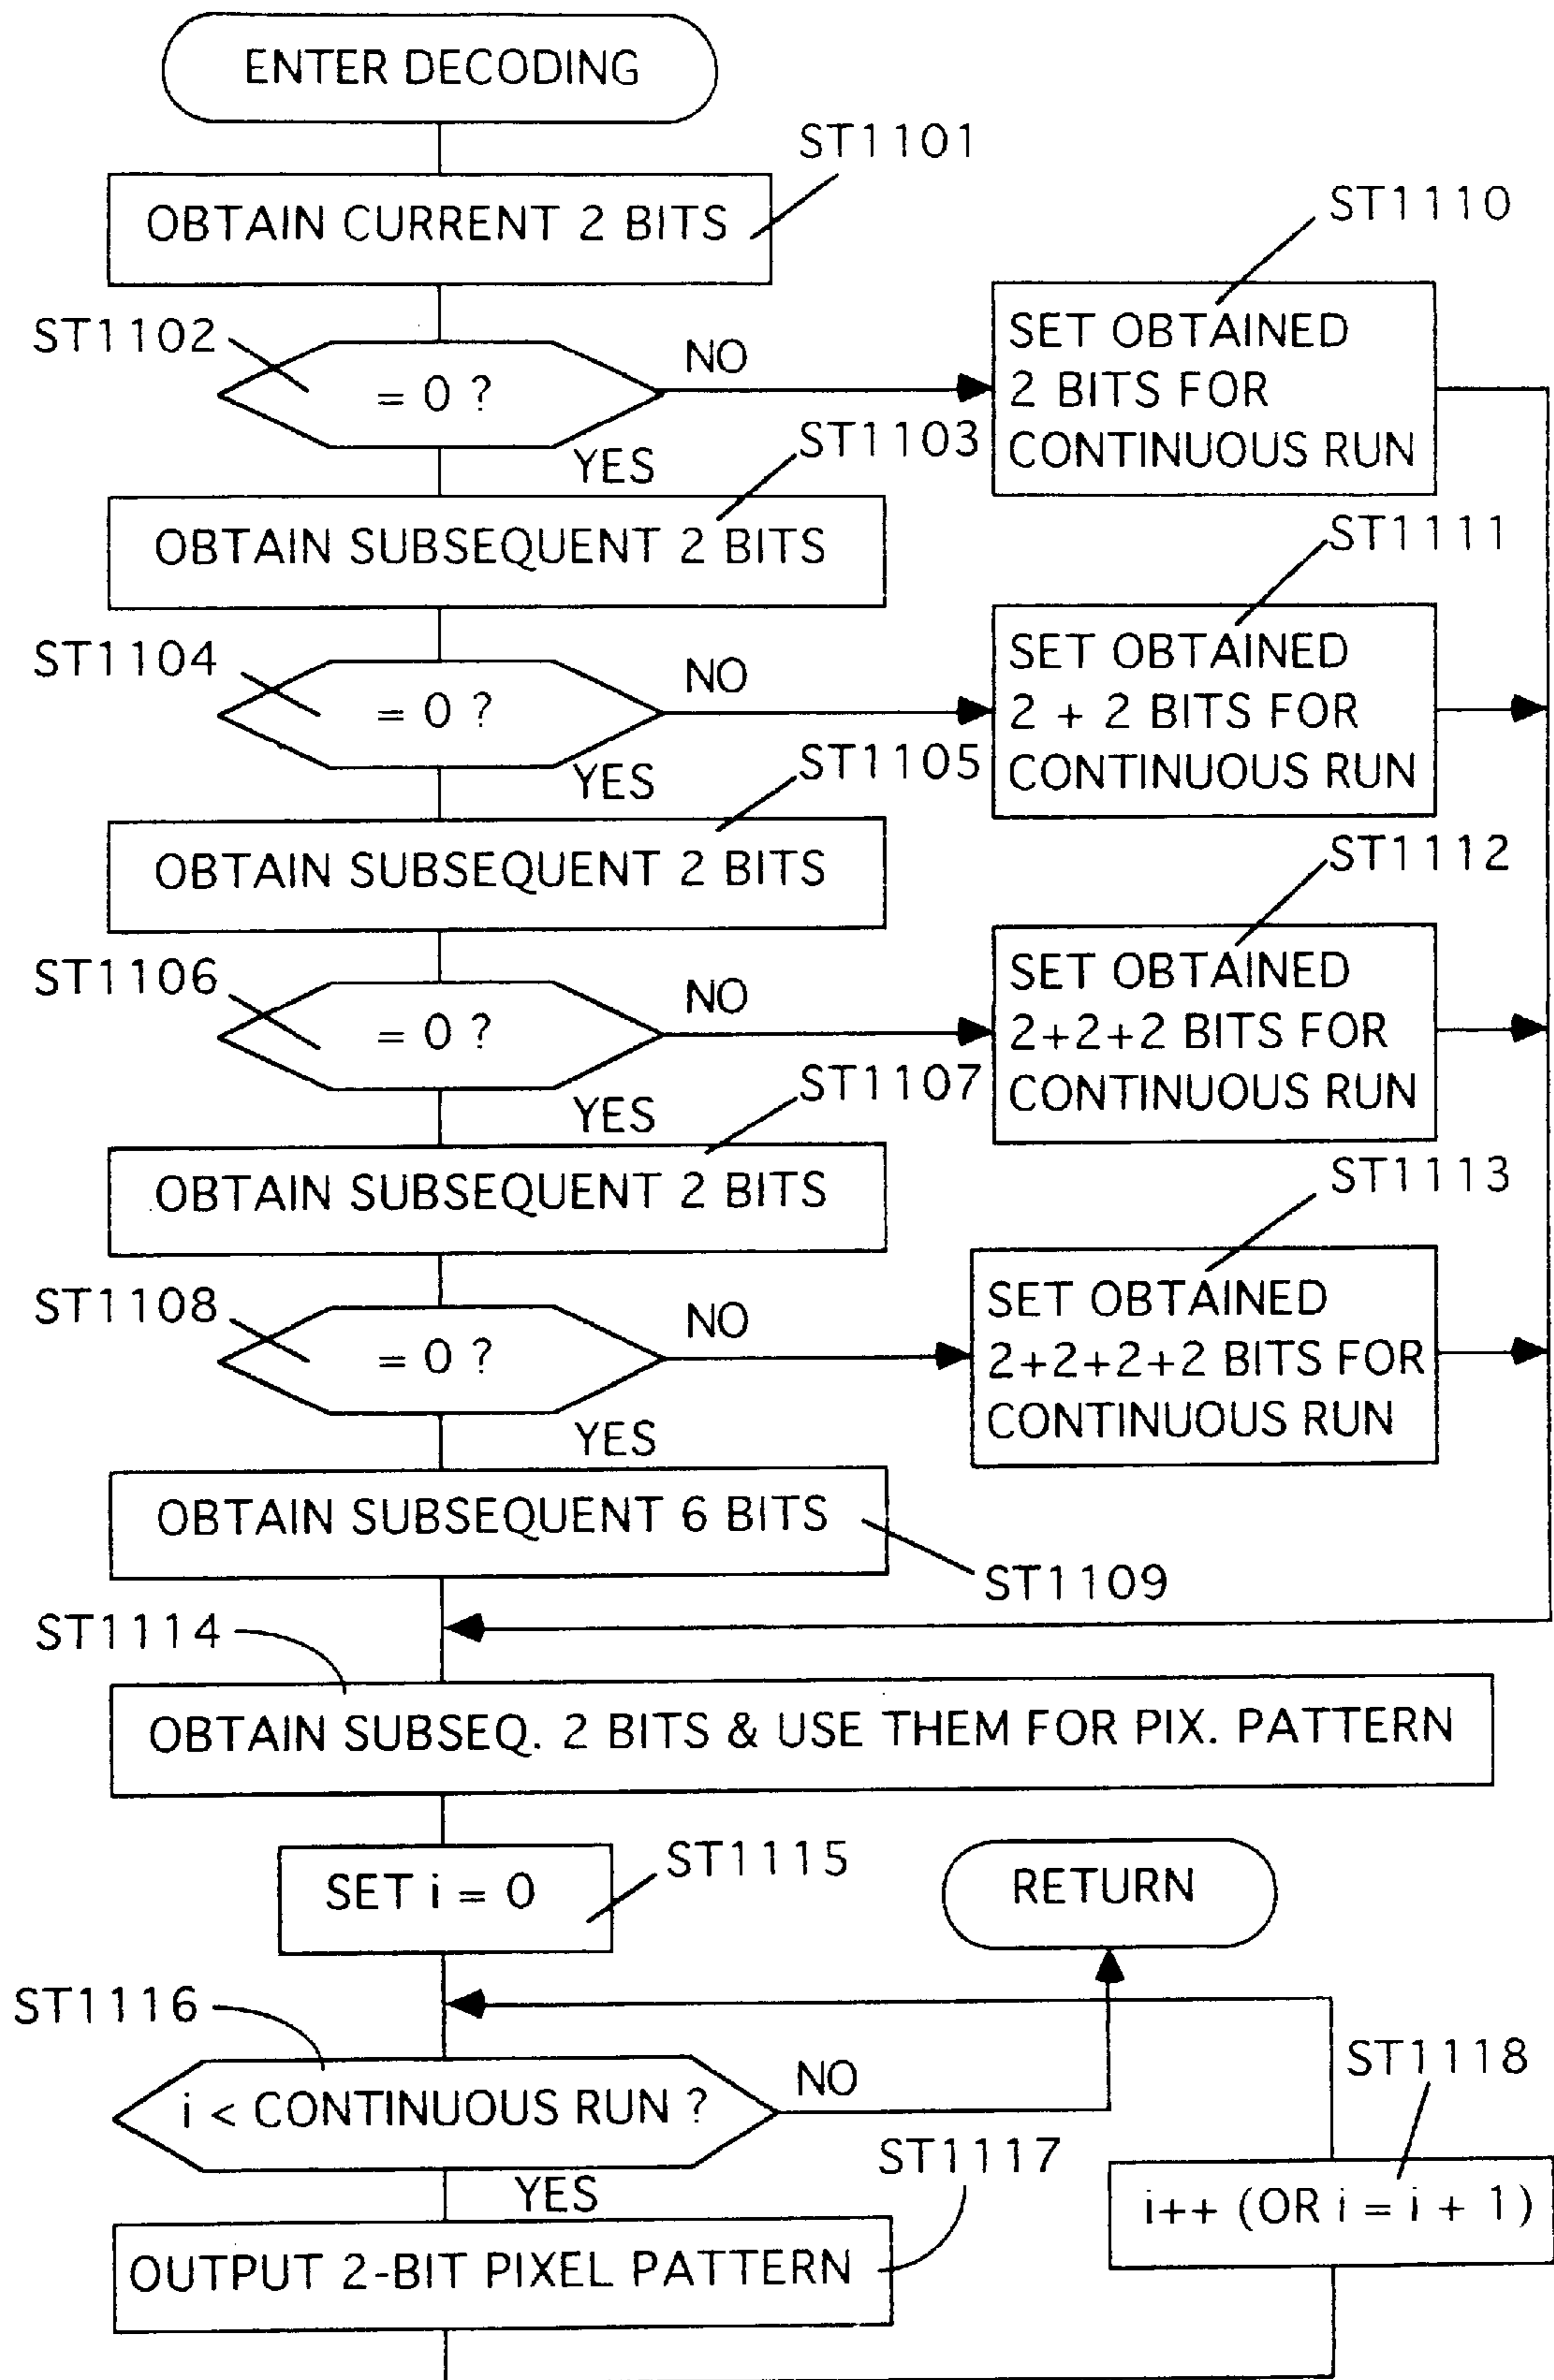 ENTER DECODING
ST1101
OBTAIN CURRENT 2 BITS
ST1110
ST1102
= 0 ?
NO
SET OBTAINED
2 BITS FOR
CONTINUOUS RUN
YES
ST1103
OBTAIN SUBSEQUENT 2 BITS
ST1111
ST1104
= 0 ?
NO
SET OBTAINED
2 + 2 BITS FOR
CONTINUOUS RUN
YES
ST1105
OBTAIN SUBSEQUENT 2 BITS
ST1112
ST1106
= 0 ?
NO
SET OBTAINED
2+2+2 BITS FOR
CONTINUOUS RUN
YES
ST1107
OBTAIN SUBSEQUENT 2 BITS
ST1113
ST1108
= 0 ?
NO
SET OBTAINED
2+2+2+2 BITS FOR
CONTINUOUS RUN
YES
OBTAIN SUBSEQUENT 6 BITS
ST1109
ST1114
OBTAIN SUBSEQ. 2 BITS & USE THEM FOR PIX. PATTERN
SET i = 0
ST1115
RETURN
ST1116
i < CONTINUOUS RUN ?
NO
ST1118
YES
ST1117
i++ (OR i = i + 1)
OUTPUT 2-BIT PIXEL PATTERN